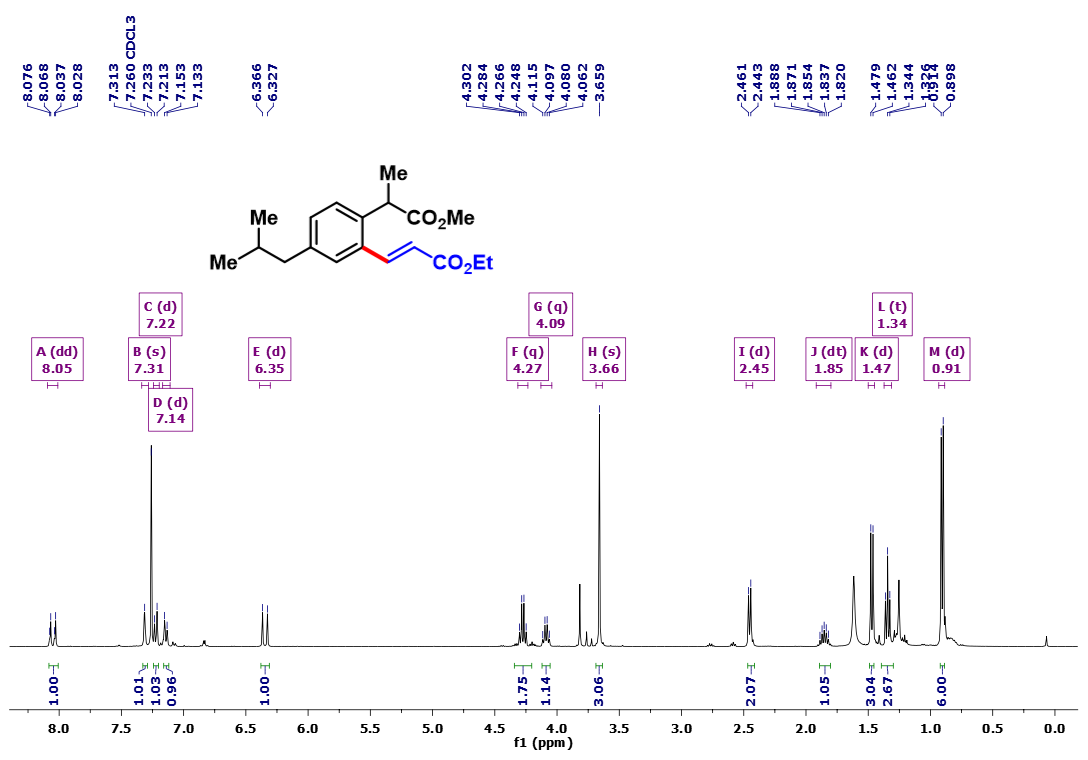 8.076
8.068
8.037
8.028
7.313
7.260 CDCL3
7.233
7.213
7.153
7.133
6.366
6.327
4.302
4.284
4.266
4.248
4.115
4.097
4.080
4.062
3.659
2.461
2.443
1.888
1.871
1.854
1.837
1.820
1.479
1.462
1.344
1.326
0.914
0.898
Me
Me
CO2Me
Me
CO2Et
C (d)
7.22
G (q)
4.09
L (t)
1.34
A (dd)
8.05
B (s)
7.31
E (d)
6.35
F (q)
4.27
H (s)
3.66
I (d)
2.45
J (dt)
1.85
K (d)
1.47
M (d)
0.91
D (d)
7.14
1.00
1.01
1.03
0.96
1.00
1.75
1.14
3.06
2.07
1.05
3.04
2.67
6.00
8.0 7.5 7.0 6.5 6.0 5.5 5.0 4.5 4.0 3.5 3.0 2.5 2.0 1.5 1.0 0.5 0.0
f1 (ppm)